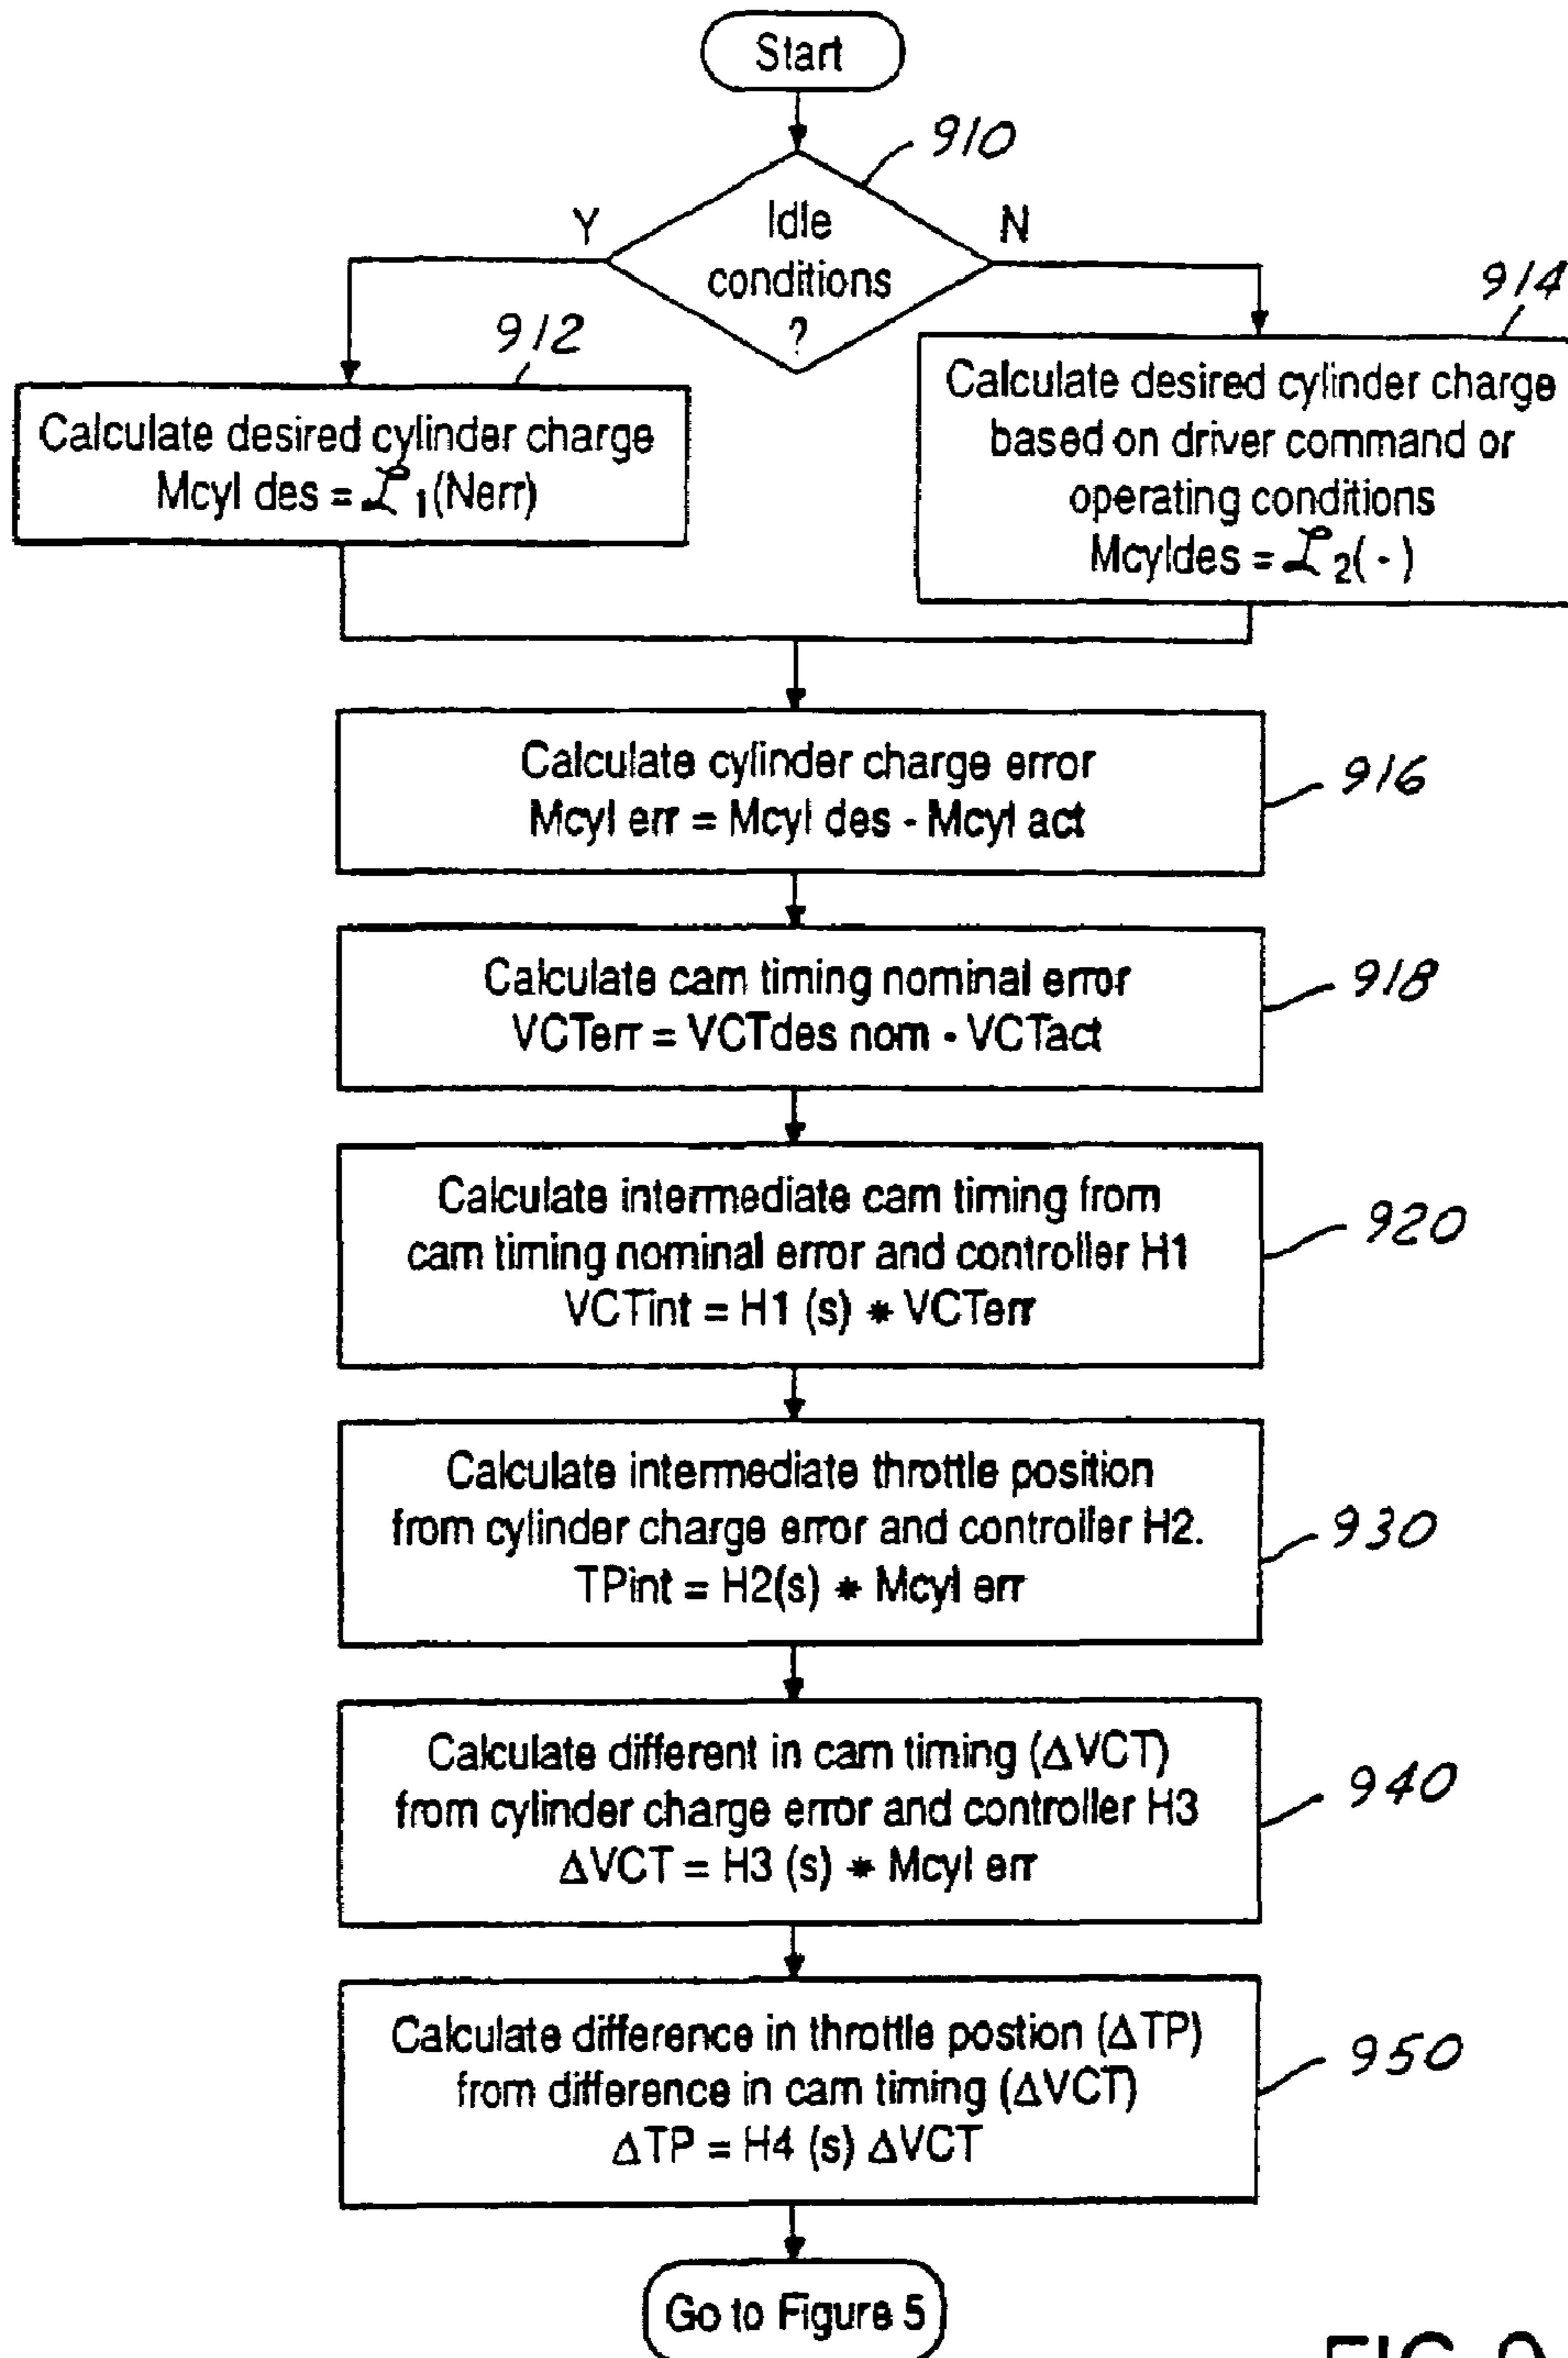 Start
910
Idle
conditions
?
Y
N
912
Calculate desired cylinder charge
Mcyl des = ℒ1(Nerr)
914
Calculate desired cylinder charge
based on driver command or
operating conditions
Mcyldes = ℒ2( - )
Calculate cylinder charge error
Mcyl err = Mcyl des - Mcyl act
916
Calculate cam timing nominal error
VCTerr = VCTdes nom - VCTact
918
Calculate intermediate cam timing from
cam timing nominal error and controller H1
VCTint = H1 (s) * VCTerr
920
Calculate intermediate throttle position
from cylinder charge error and controller H2.
TPint = H2(s) * Mcyl err
930
Calculate different in cam timing (ΔVCT)
from cylinder charge error and controller H3
ΔVCT = H3 (s) * Mcyl err
940
Calculate difference in throttle postion (ΔTP)
from difference in cam timing (ΔVCT)
ΔTP = H4 (s) ΔVCT
950
Go to Figure 5